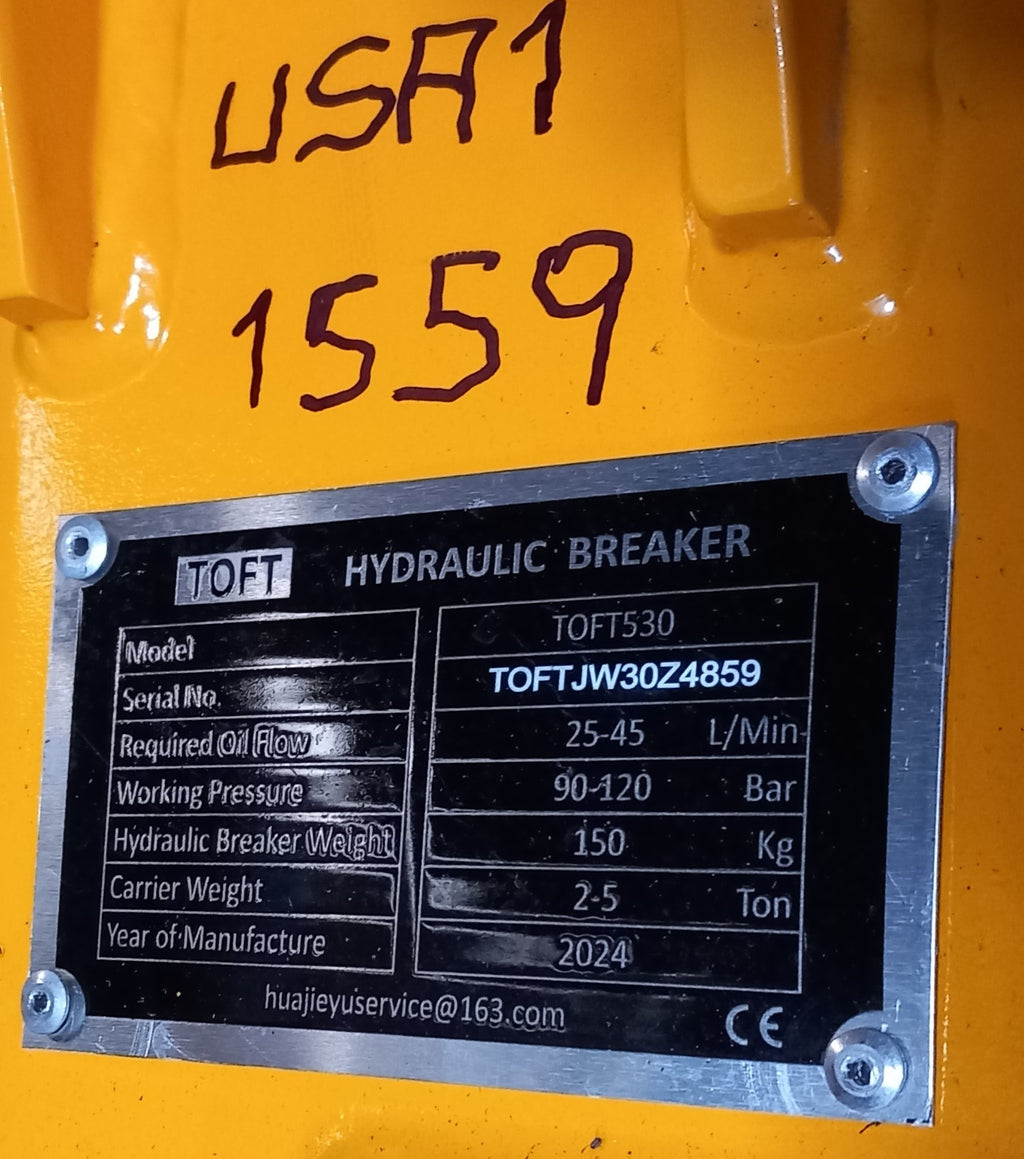 USA1
1559
TOFT HYDRAULIC BREAKER
Model TOFT530
Serial No. TOFTJW30Z4859
Required Oil Flow 25-45 L/Min
Working Pressure 90-120 Bar
Hydraulic Breaker Weight 150 Kg
Carrier Weight 2-5 Ton
Year of Manufacture 2024
huajieyuservice@163.com CE